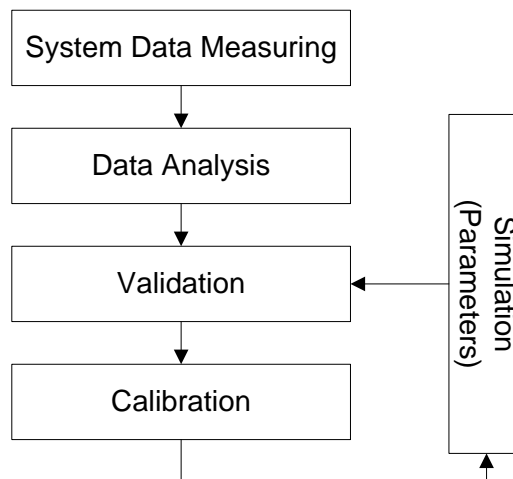 System Data Measuring
Data Analysis
Validation
Calibration
Simulation
(Parameters)